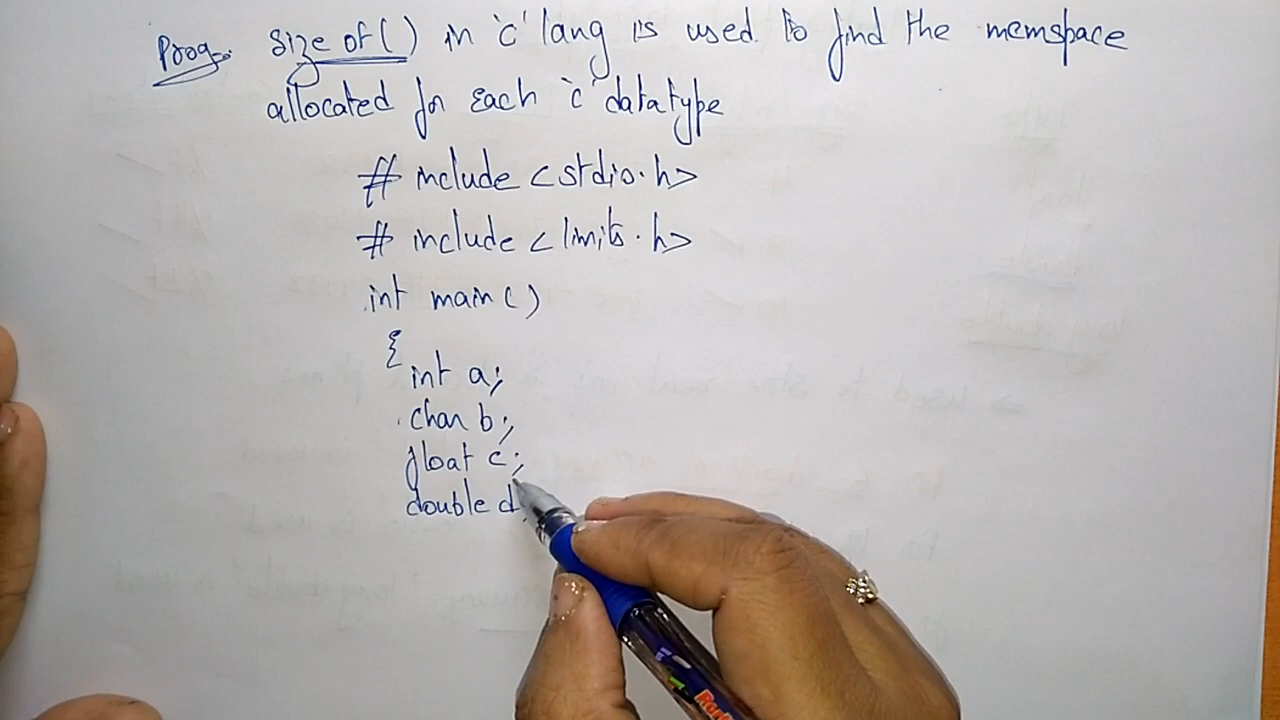 Prog:- size of( ) in 'c' lang is used to find the memspace
allocated for each 'c' datatype
# include <stdio.h>
# include <limits.h>
int main()
{
int a;
char b;
float c;
double d